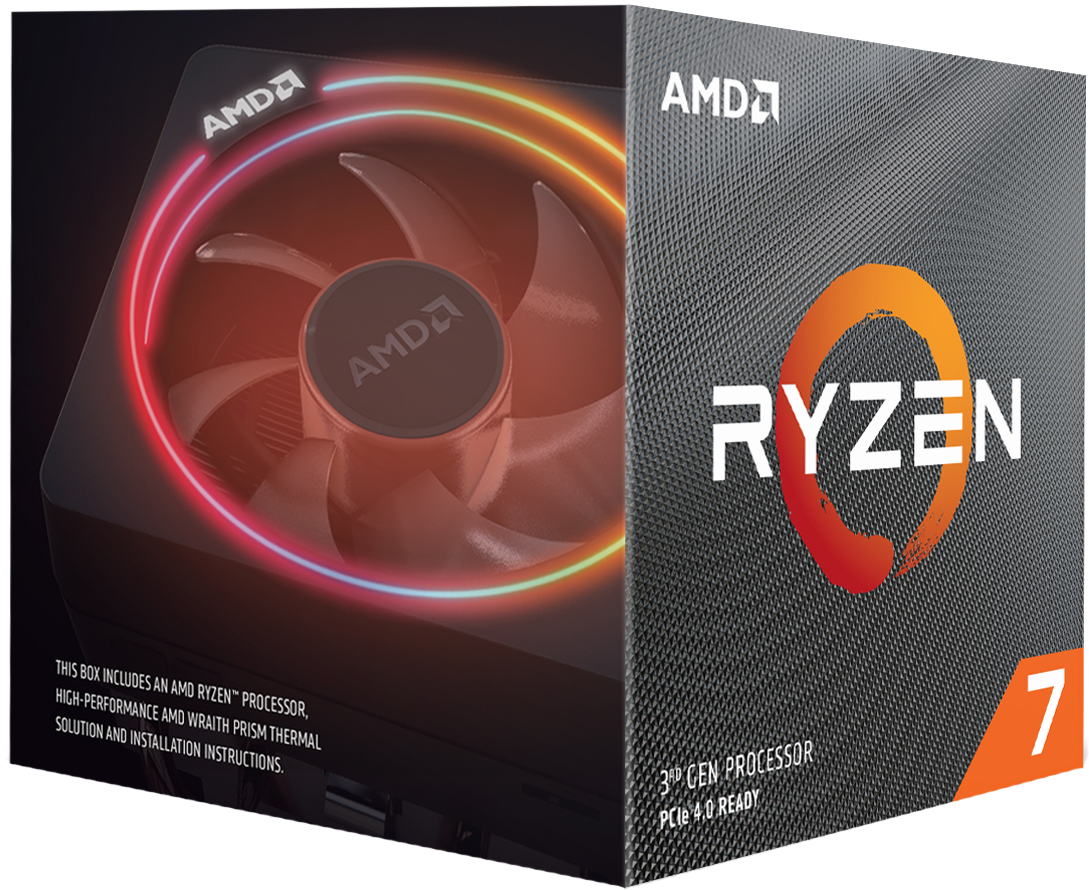 AMD
AMD
THIS BOX INCLUDES AN AMD RYZEN™ PROCESSOR,
HIGH-PERFORMANCE AMD WRAITH PRISM THERMAL
SOLUTION AND INSTALLATION INSTRUCTIONS.
AMD
RYZEN
7
3RD GEN PROCESSOR
PCIe 4.0 READY